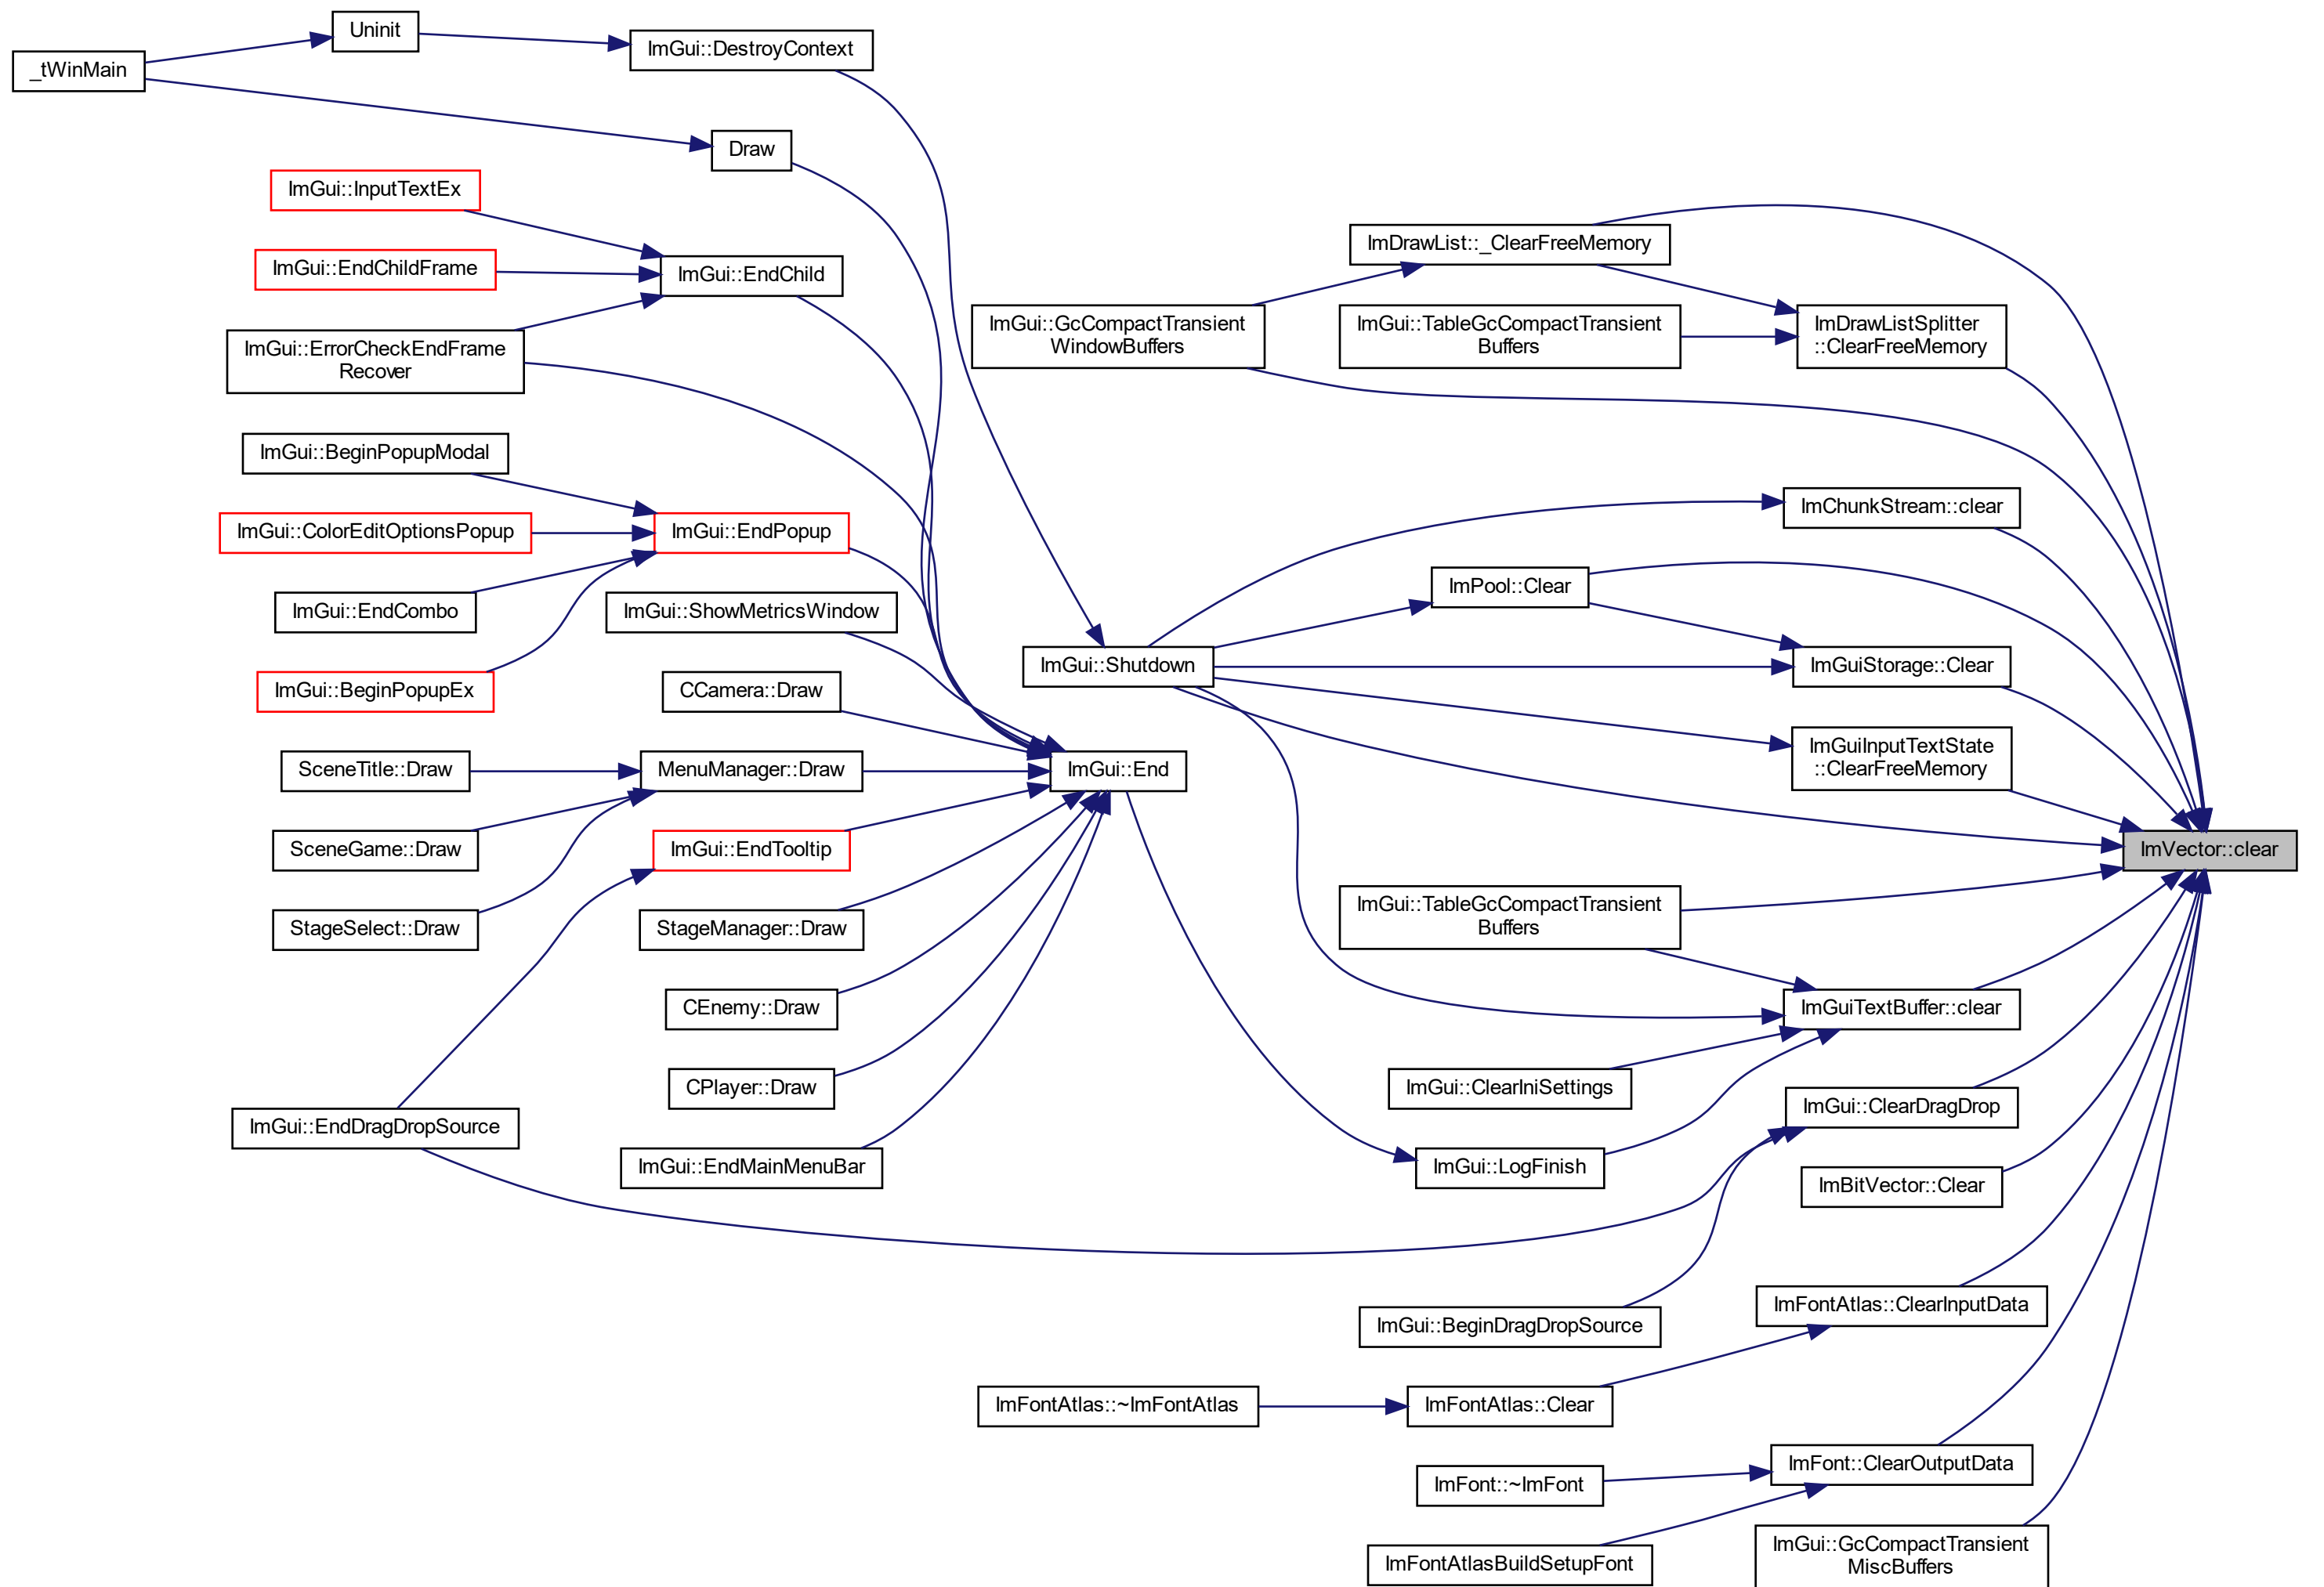 Uninit
ImGui::DestroyContext
_tWinMain
Draw
ImGui::InputTextEx
ImDrawList::_ClearFreeMemory
ImGui::EndChildFrame
ImGui::EndChild
ImGui::GcCompactTransient
WindowBuffers
ImGui::TableGcCompactTransient
Buffers
ImDrawListSplitter
::ClearFreeMemory
ImGui::ErrorCheckEndFrame
Recover
ImGui::BeginPopupModal
ImChunkStream::clear
ImGui::ColorEditOptionsPopup
ImGui::EndPopup
ImPool::Clear
ImGui::EndCombo
ImGui::ShowMetricsWindow
ImGui::Shutdown
ImGuiStorage::Clear
ImGui::BeginPopupEx
CCamera::Draw
ImGuiInputTextState
::ClearFreeMemory
SceneTitle::Draw
MenuManager::Draw
ImGui::End
SceneGame::Draw
ImGui::EndTooltip
ImVector::clear
ImGui::TableGcCompactTransient
Buffers
StageSelect::Draw
StageManager::Draw
CEnemy::Draw
ImGuiTextBuffer::clear
CPlayer::Draw
ImGui::ClearIniSettings
ImGui::ClearDragDrop
ImGui::EndDragDropSource
ImGui::EndMainMenuBar
ImGui::LogFinish
ImBitVector::Clear
ImFontAtlas::ClearInputData
ImGui::BeginDragDropSource
ImFontAtlas::~ImFontAtlas
ImFontAtlas::Clear
ImFont::ClearOutputData
ImFont::~ImFont
ImFontAtlasBuildSetupFont
ImGui::GcCompactTransient
MiscBuffers